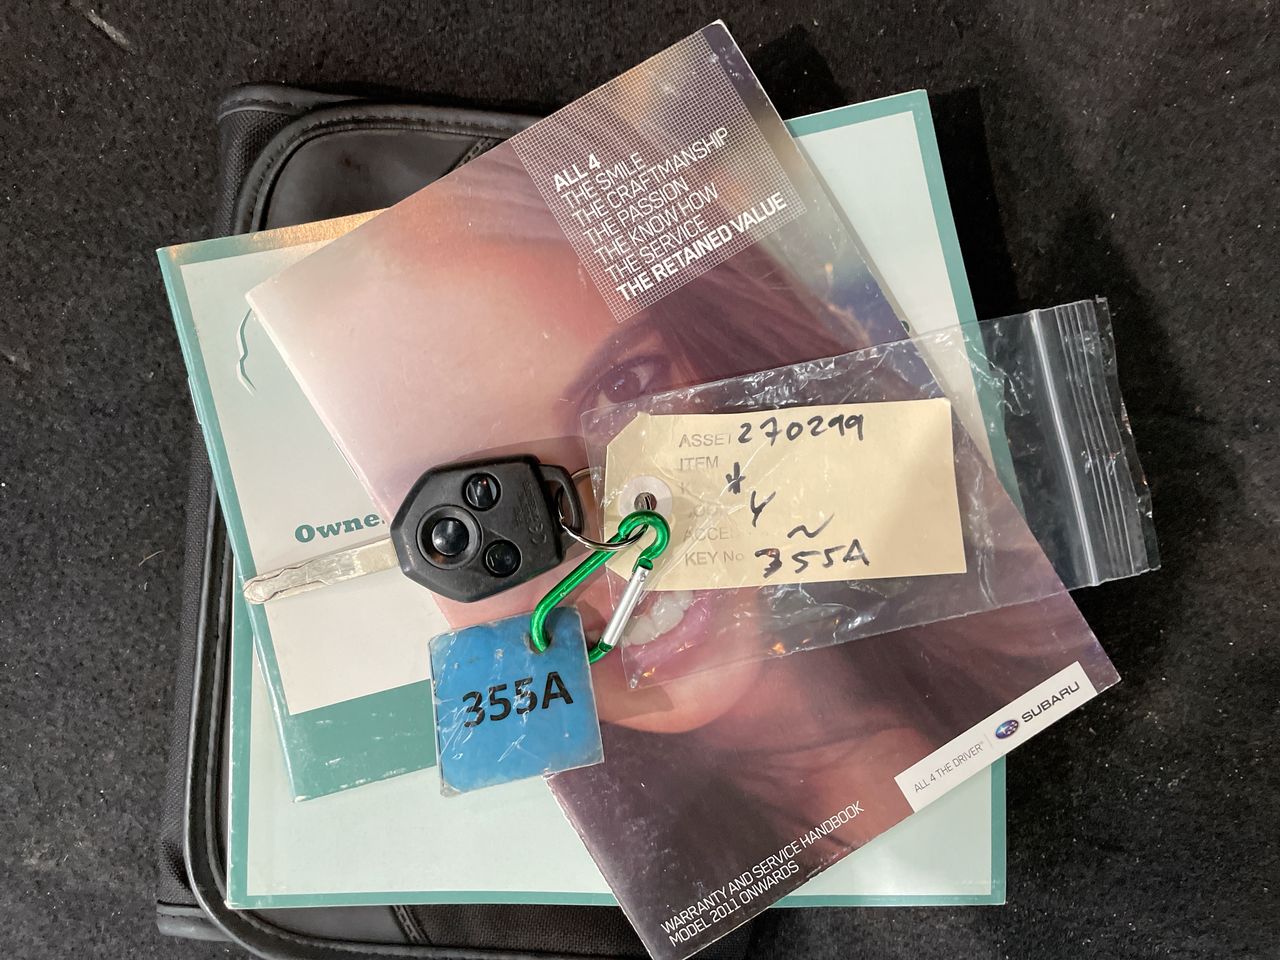 ALL 4
THE SMILE
THE CRAFTMANSHIP
THE PASSION
THE KNOW HOW
THE SERVICE
THE RETAINED VALUE
ASSET 270299
ITEM
ACCE
KEY No 355A
Owne
355A
ALL 4 THE DRIVER
SUBARU
WARRANTY AND SERVICE HANDBOOK
MODEL 2011 ONWARDS